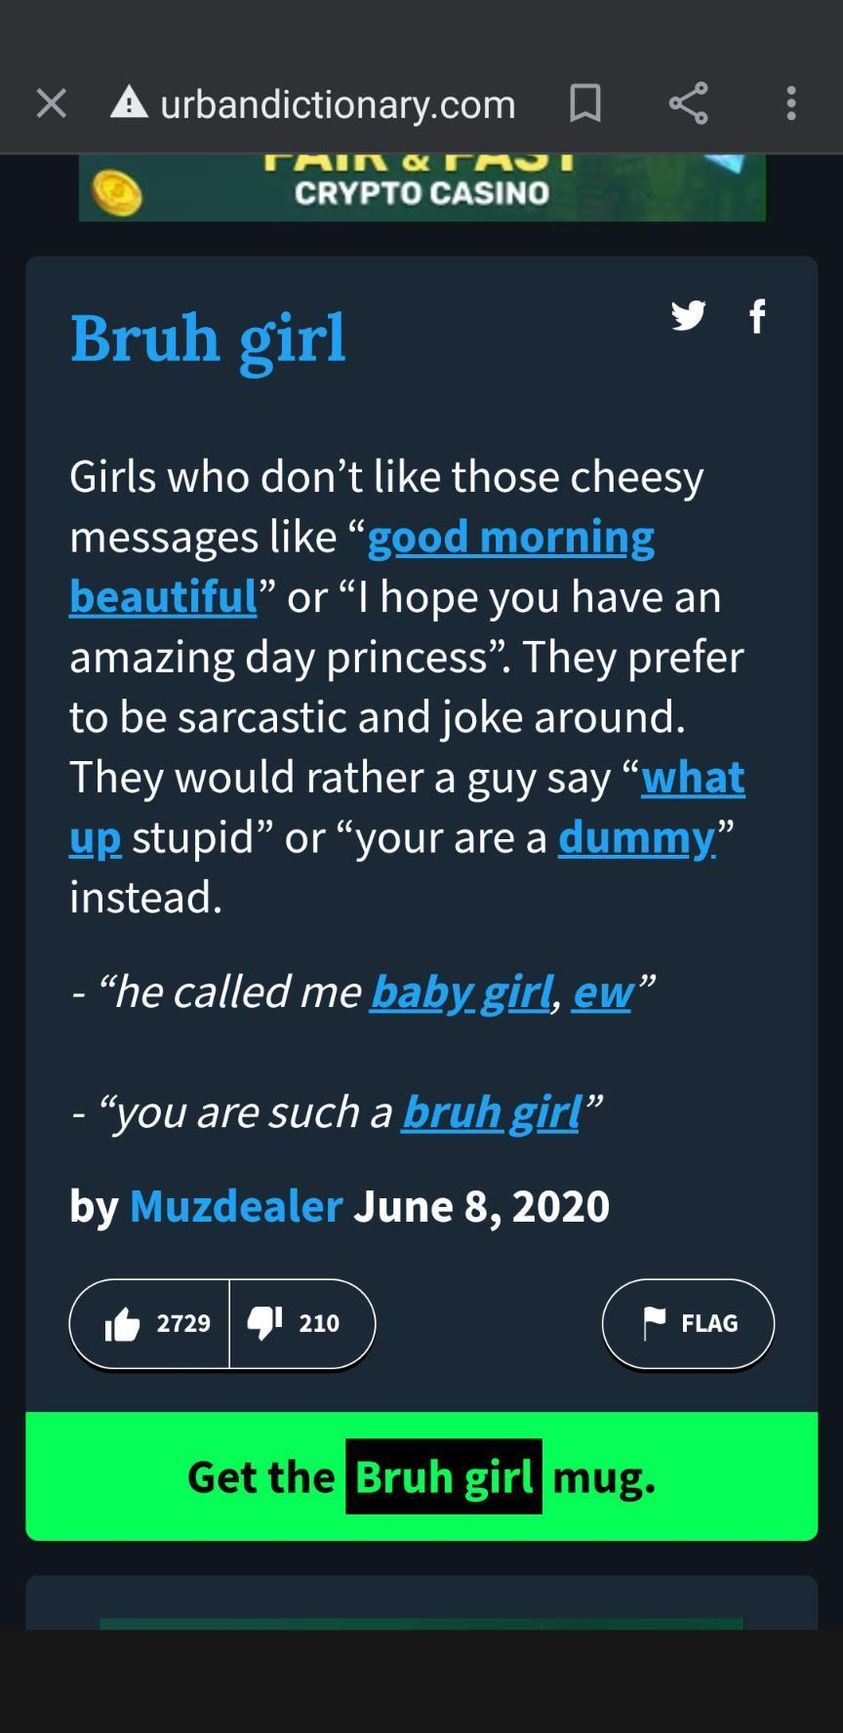 urbandictionary.com
FAIR & FAST
CRYPTO CASINO
Bruh girl
Girls who don’t like those cheesy
messages like “good morning
beautiful” or “I hope you have an
amazing day princess”. They prefer
to be sarcastic and joke around.
They would rather a guy say “what
up stupid” or “your are a dummy”
instead.
- “he called me baby girl, ew”
- “you are such a bruh girl”
by Muzdealer June 8, 2020
2729 210 FLAG
Get the Bruh girl mug.